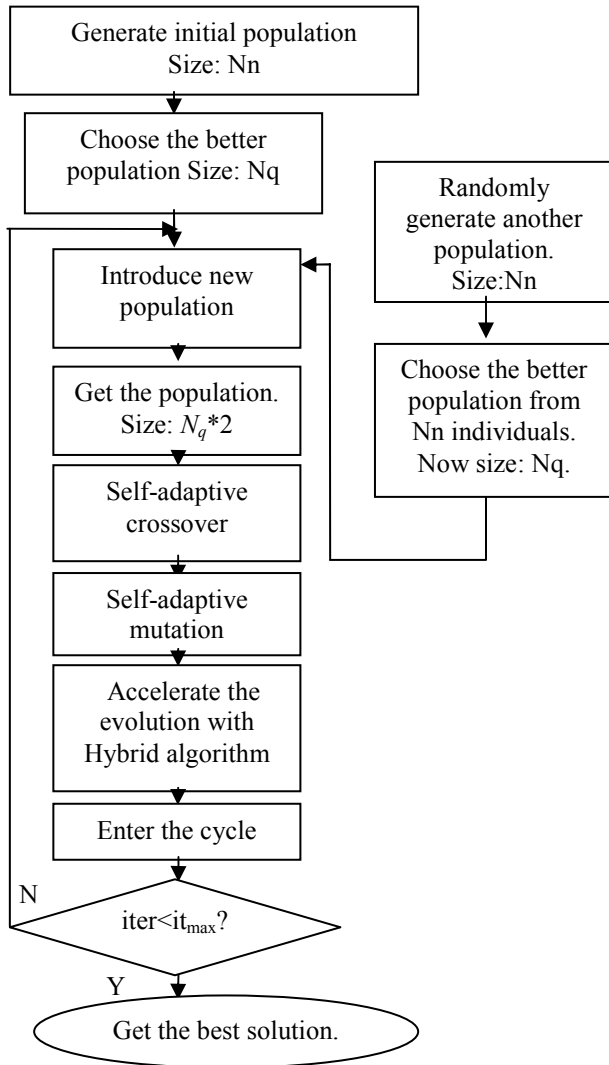 Generate initial population
Size: Nn
Choose the better
population Size: Nq
Randomly
generate another
population.
Size:Nn
Introduce new
population
Choose the better
population from
Nn individuals.
Now size: Nq.
Get the population.
Size: Nq*2
Self-adaptive
crossover
Self-adaptive
mutation
Accelerate the
evolution with
Hybrid algorithm
Enter the cycle
N
iter<itmax?
Y
Get the best solution.